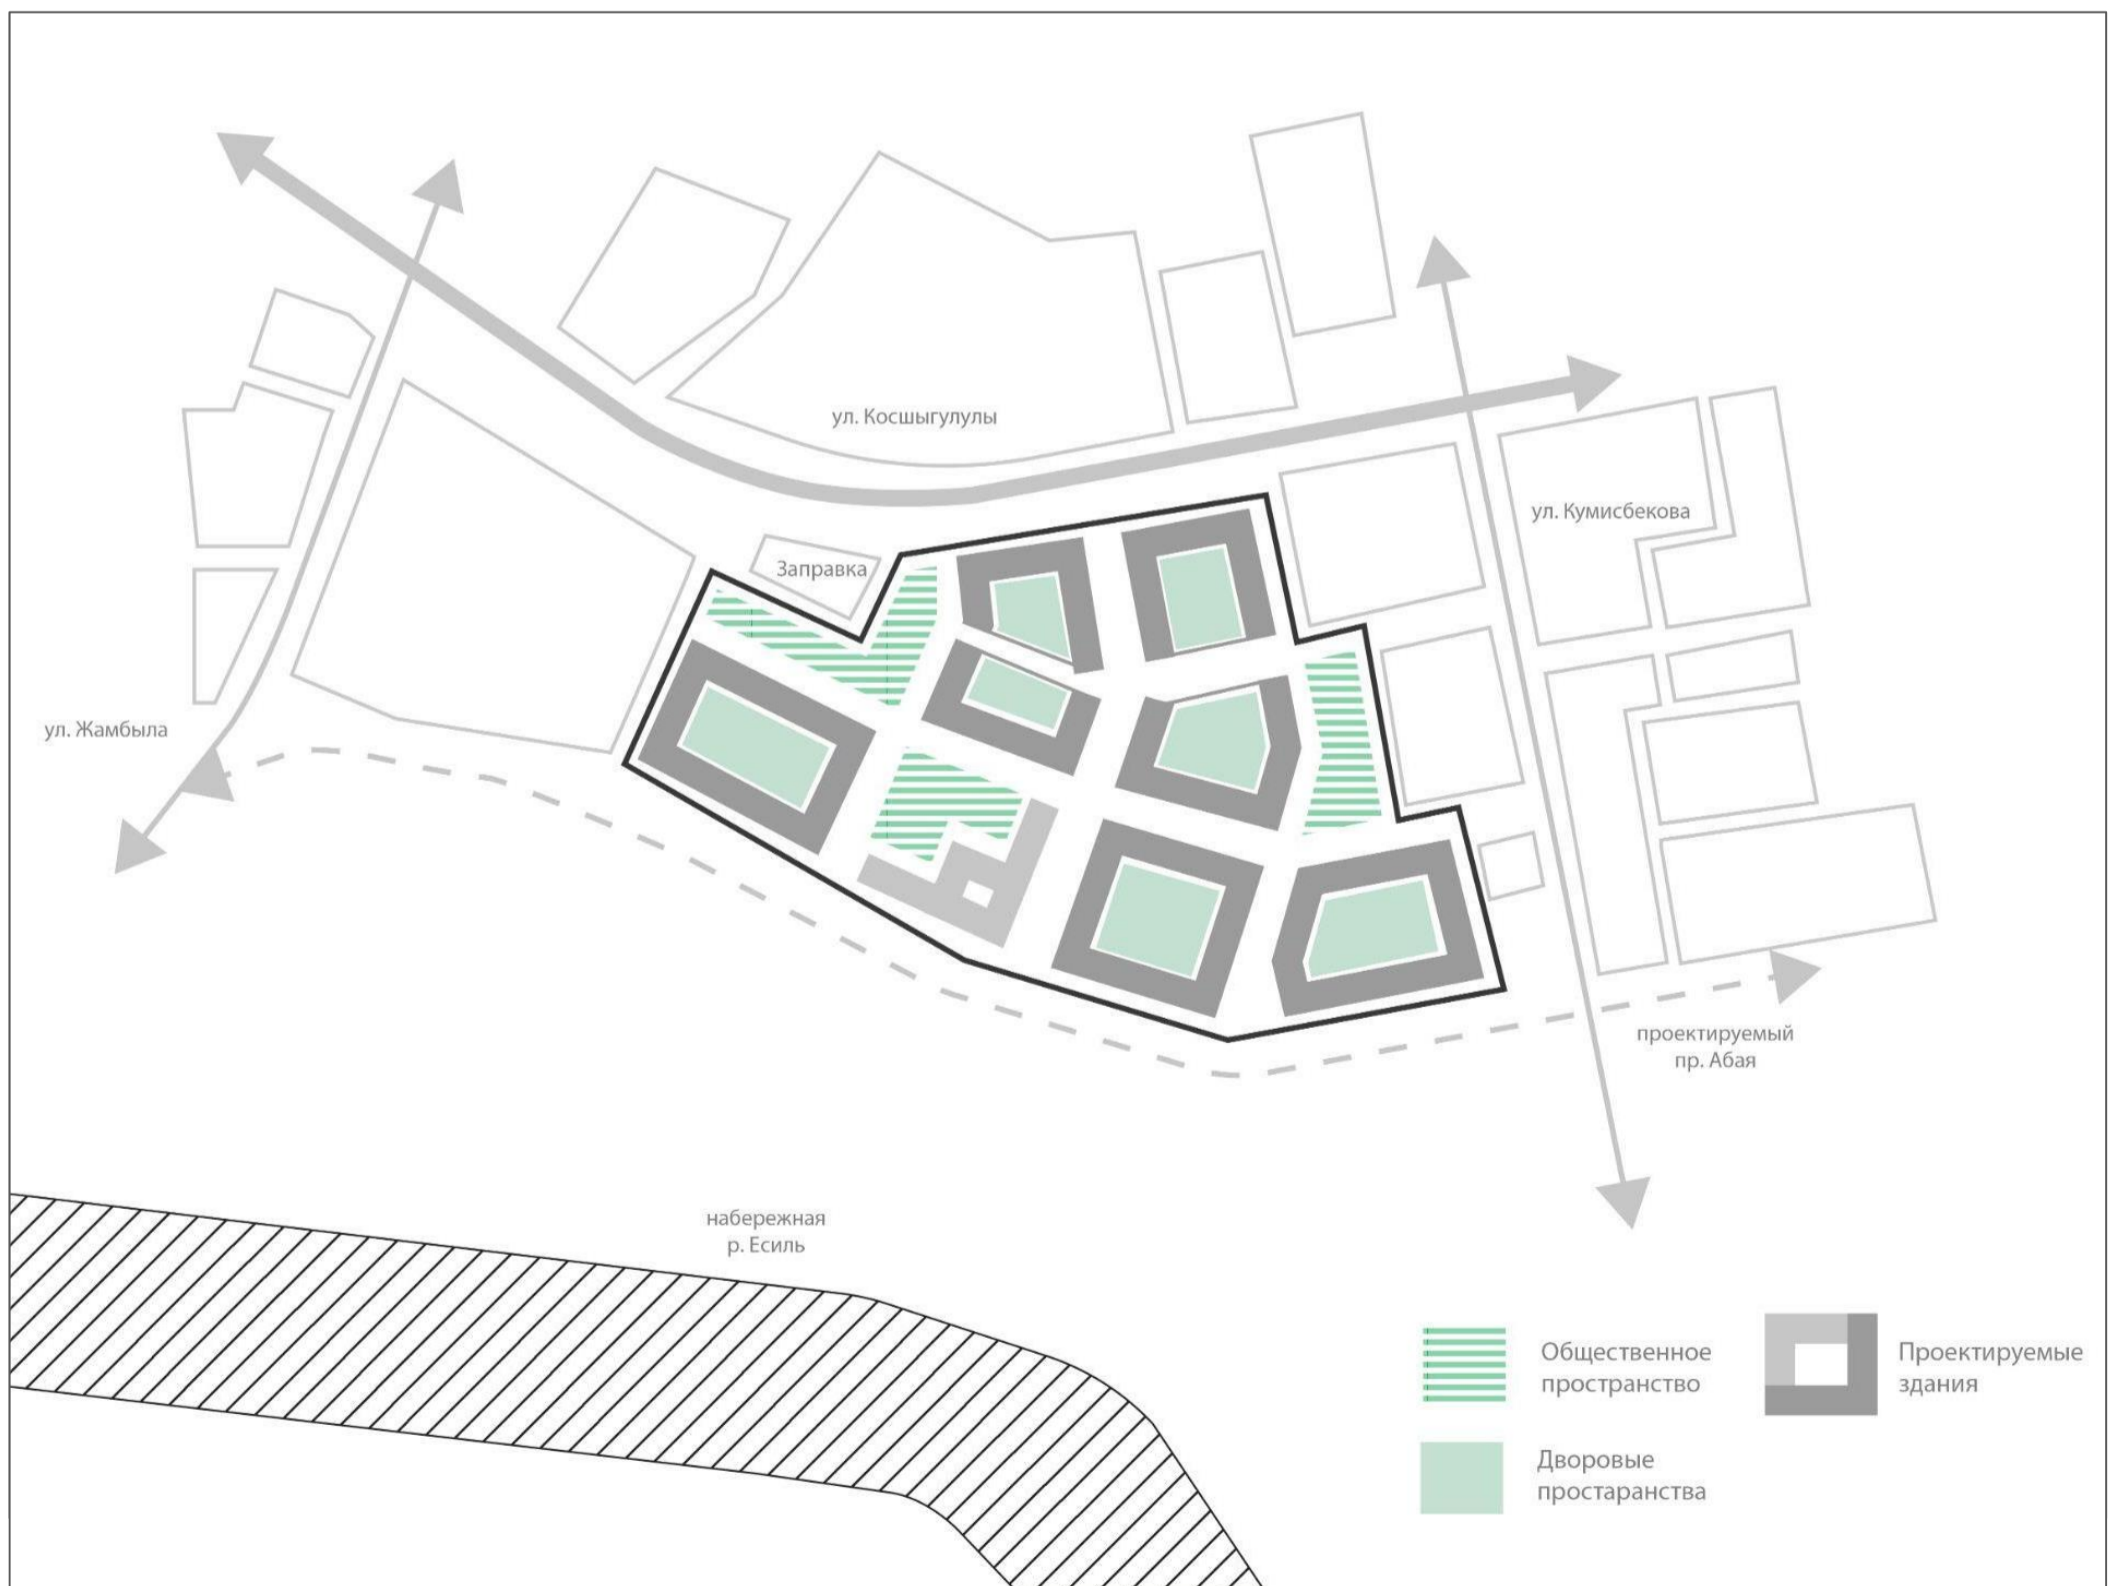 ул. Косшыгулулы
ул. Кумисбекова
Заправка
ул. Жамбыла
проектируемый
пр. Абая
набережная
р. Есиль
Общественное
пространство
Проектируемые
здания
Дворовые
простаранства